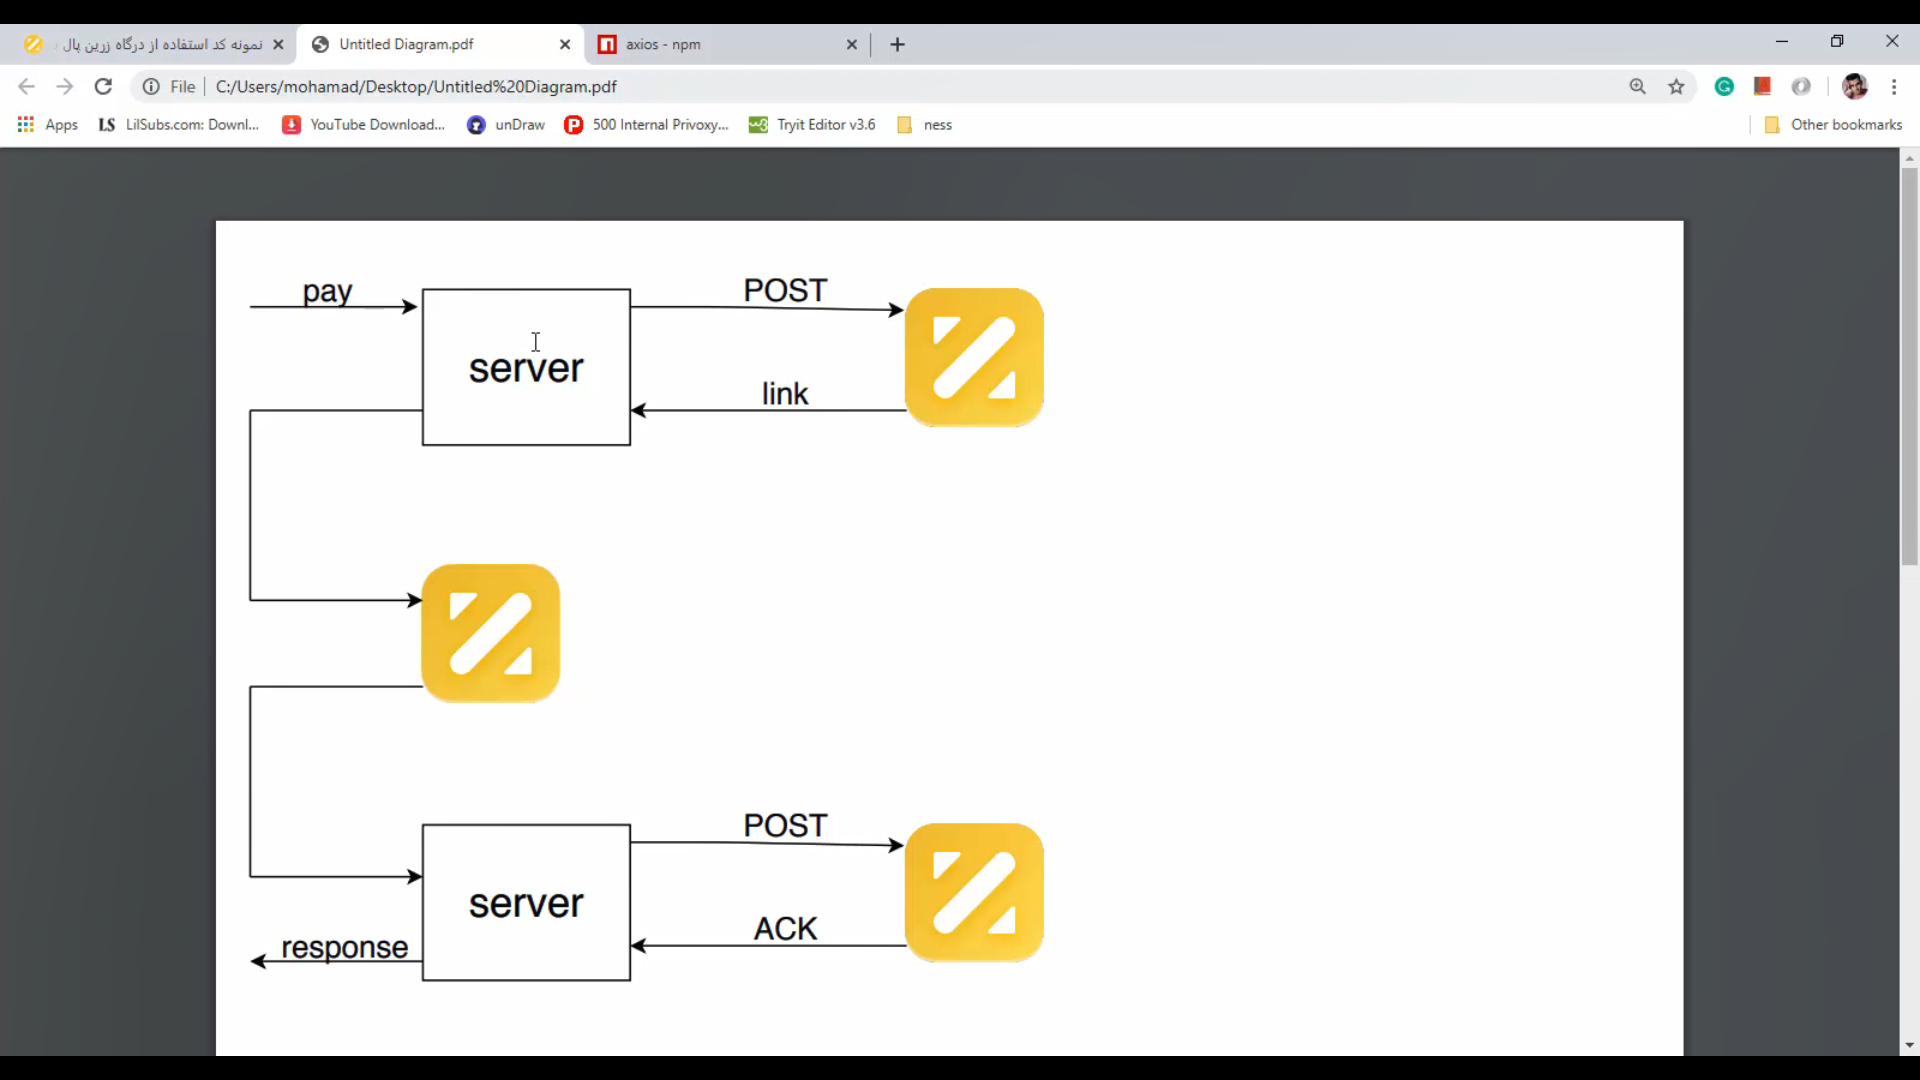 نمونه کد استفاده از درگاه زرین پال
Untitled Diagram.pdf
axios - npm
File
C:/Users/mohamad/Desktop/Untitled%20Diagram.pdf
Apps
LS LilSubs.com: Downl...
YouTube Download...
unDraw
500 Internal Privoxy...
Tryit Editor v3.6
ness
Other bookmarks
pay
POST
server
link
POST
server
ACK
response